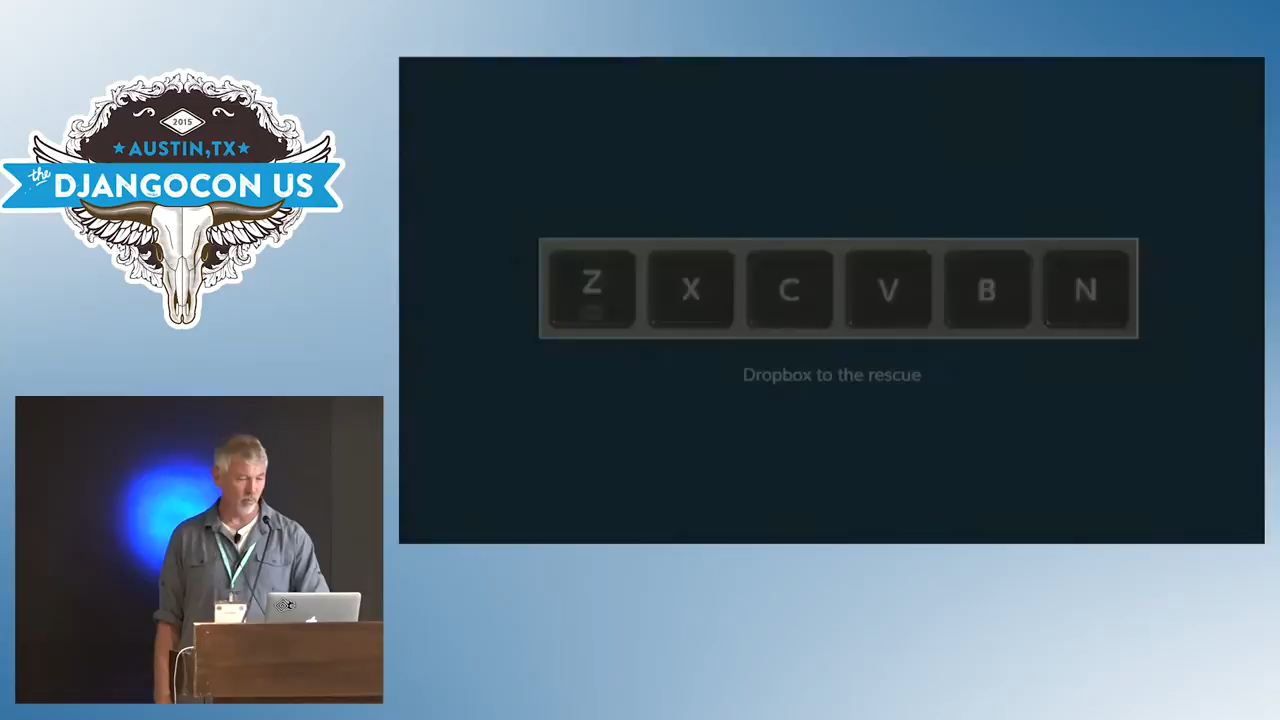 2015
AUSTIN, TX
the
DJANGOCON US
Z X C V B N
Dropbox to the rescue